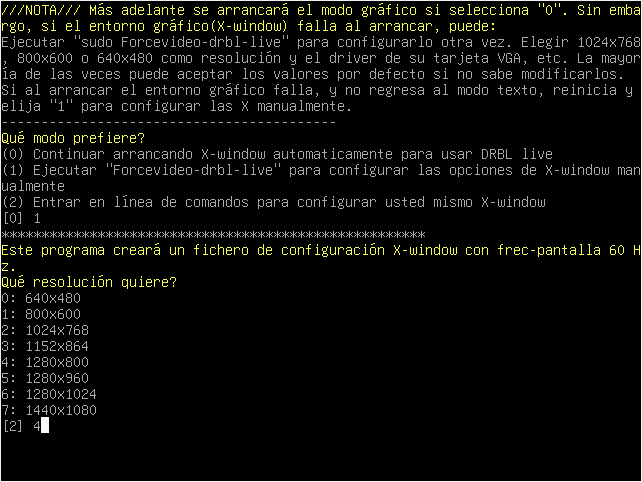 ///NOTA/// Más adelante se arrancará el modo gráfico si selecciona "0". Sin emba
rgo, si el entorno gráfico(X-window) falla al arrancar, puede:
Ejecutar "sudo Forcevideo-drbl-live" para configurarlo otra vez. Elegir 1024x768
, 800x600 o 640x480 como resolución y el driver de su tarjeta VGA, etc. La mayor
ía de las veces puede aceptar los valores por defecto si no sabe modificarlos.
Si al arrancar el entorno gráfico falla, y no regresa al modo texto, reinicia y
elija "1" para configurar las X manualmente.
----------------------------------------
Qué modo prefiere?
(0) Continuar arrancando X-window automaticamente para usar DRBL live
(1) Ejecutar "Forcevideo-drbl-live" para configurar las opciones de X-window man
ualmente
(2) Entrar en línea de comandos para configurar usted mismo X-window
[0] 1
*****************************************************
Este programa creará un fichero de configuración X-window con frec-pantalla 60 H
z.
Qué resolución quiere?
0: 640x480
1: 800x600
2: 1024x768
3: 1152x864
4: 1280x800
5: 1280x960
6: 1280x1024
7: 1440x1080
[2] 4